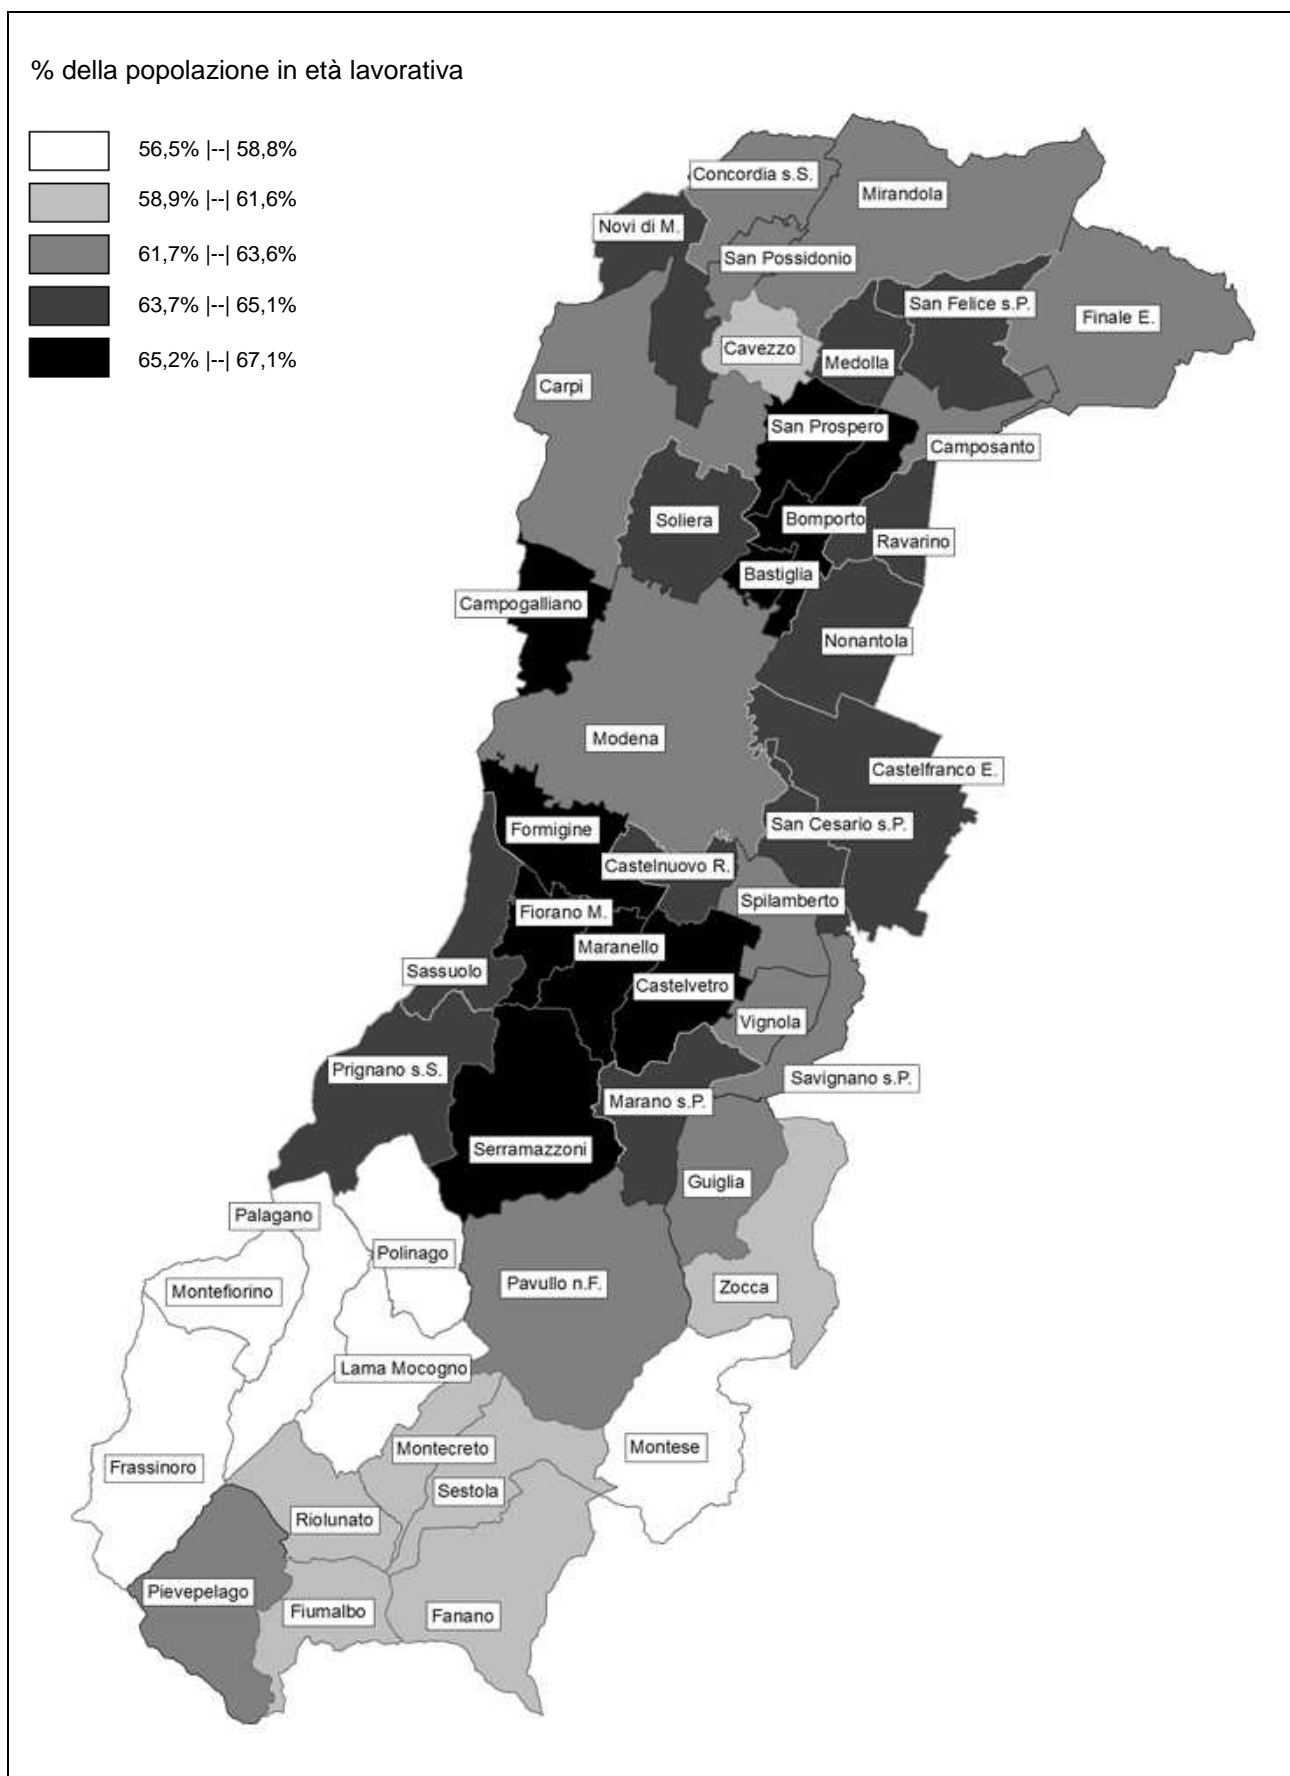 % della popolazione in età lavorativa
56,5% |--| 58,8%
58,9% |--| 61,6%
61,7% |--| 63,6%
63,7% |--| 65,1%
65,2% |--| 67,1%
Concordia s.S.
Mirandola
Novi di M.
San Possidonio
San Felice s.P.
Finale E.
Cavezzo
Medolla
Carpi
San Prospero
Camposanto
Soliera
Bomporto
Ravarino
Bastiglia
Campogalliano
Nonantola
Modena
Castelfranco E.
San Cesario s.P.
Formigine
Castelnuovo R.
Spilamberto
Fiorano M.
Maranello
Sassuolo
Castelvetro
Vignola
Prignano s.S.
Savignano s.P.
Marano s.P.
Serramazzoni
Guiglia
Palagano
Polinago
Pavullo n.F.
Zocca
Montefiorino
Lama Mocogno
Montecreto
Montese
Frassinoro
Sestola
Riolunato
Pievepelago
Fiumalbo
Fanano